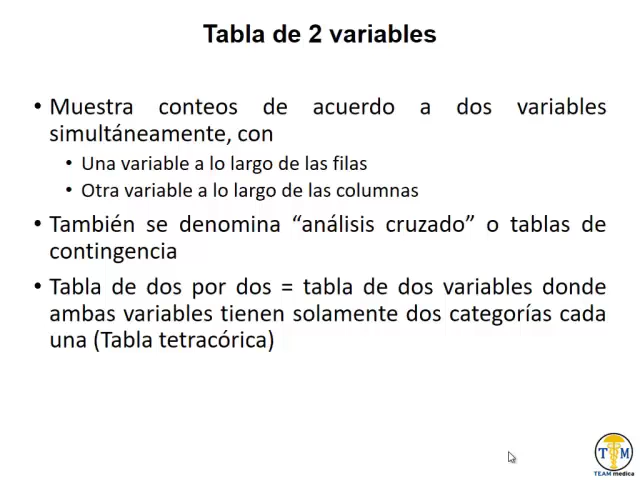 Tabla de 2 variables
• Muestra conteos de acuerdo a dos variables
simultáneamente, con
• Una variable a lo largo de las filas
• Otra variable a lo largo de las columnas
• También se denomina “análisis cruzado” o tablas de
contingencia
• Tabla de dos por dos = tabla de dos variables donde
ambas variables tienen solamente dos categorías cada
una (Tabla tetracórica)
T M
TEAM medica